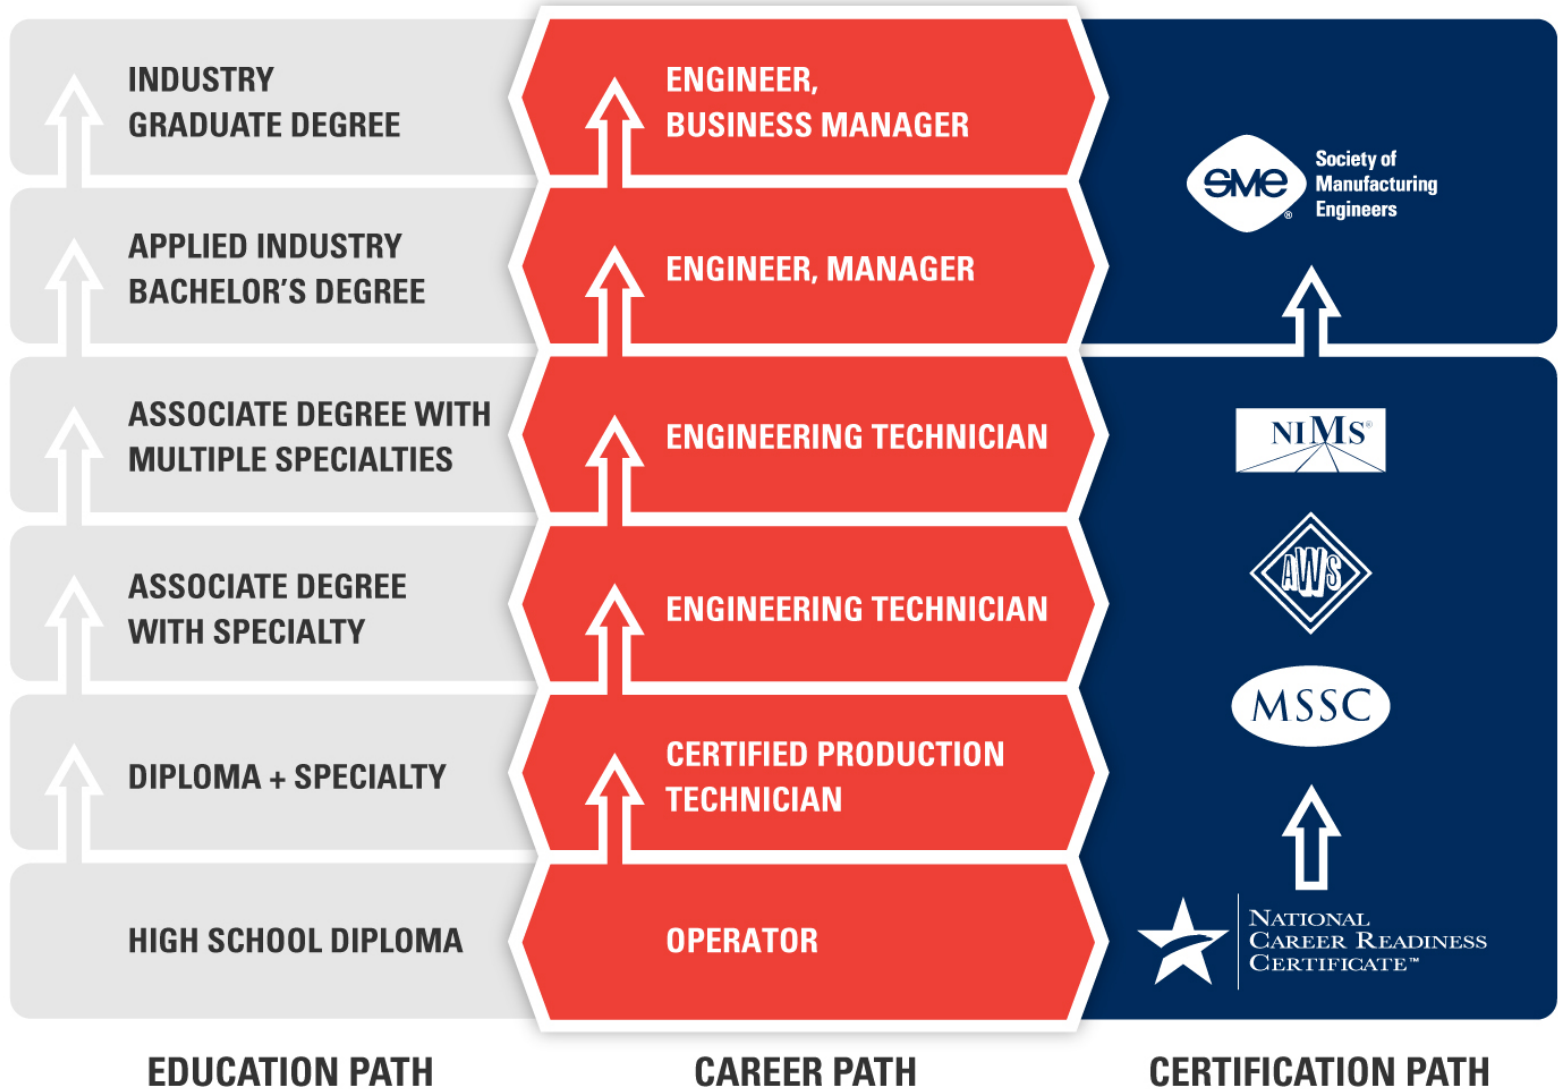 INDUSTRY
GRADUATE DEGREE
ENGINEER,
BUSINESS MANAGER
SME
®
Society of
Manufacturing
Engineers
APPLIED INDUSTRY
BACHELOR'S DEGREE
ENGINEER, MANAGER
ASSOCIATE DEGREE WITH
MULTIPLE SPECIALTIES
ENGINEERING TECHNICIAN
NIMS®
ASSOCIATE DEGREE
WITH SPECIALTY
ENGINEERING TECHNICIAN
AWS
DIPLOMA + SPECIALTY
CERTIFIED PRODUCTION
TECHNICIAN
MSSC
HIGH SCHOOL DIPLOMA
OPERATOR
NATIONAL
CAREER READINESS
CERTIFICATE™
EDUCATION PATH
CAREER PATH
CERTIFICATION PATH